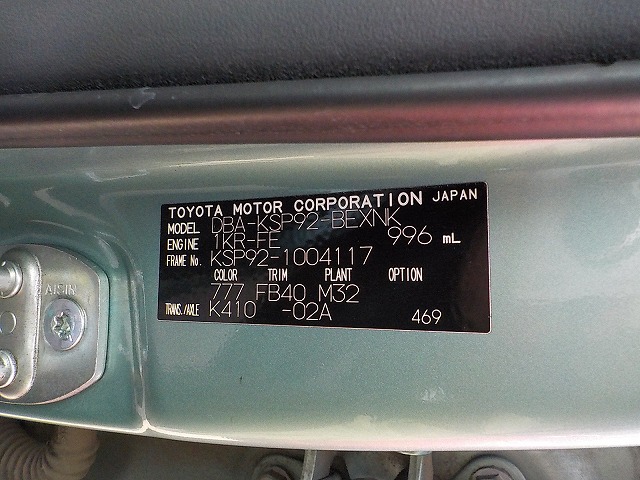 TOYOTA MOTOR CORPORATION JAPAN
MODEL DBA-KSP92-BEXNK
ENGINE 1KR-FE 996 mL
FRAME No. KSP92-1004117
COLOR TRIM PLANT OPTION
777 FB40 M32
TRANS./AXLE K410 -02A 469
AISIN